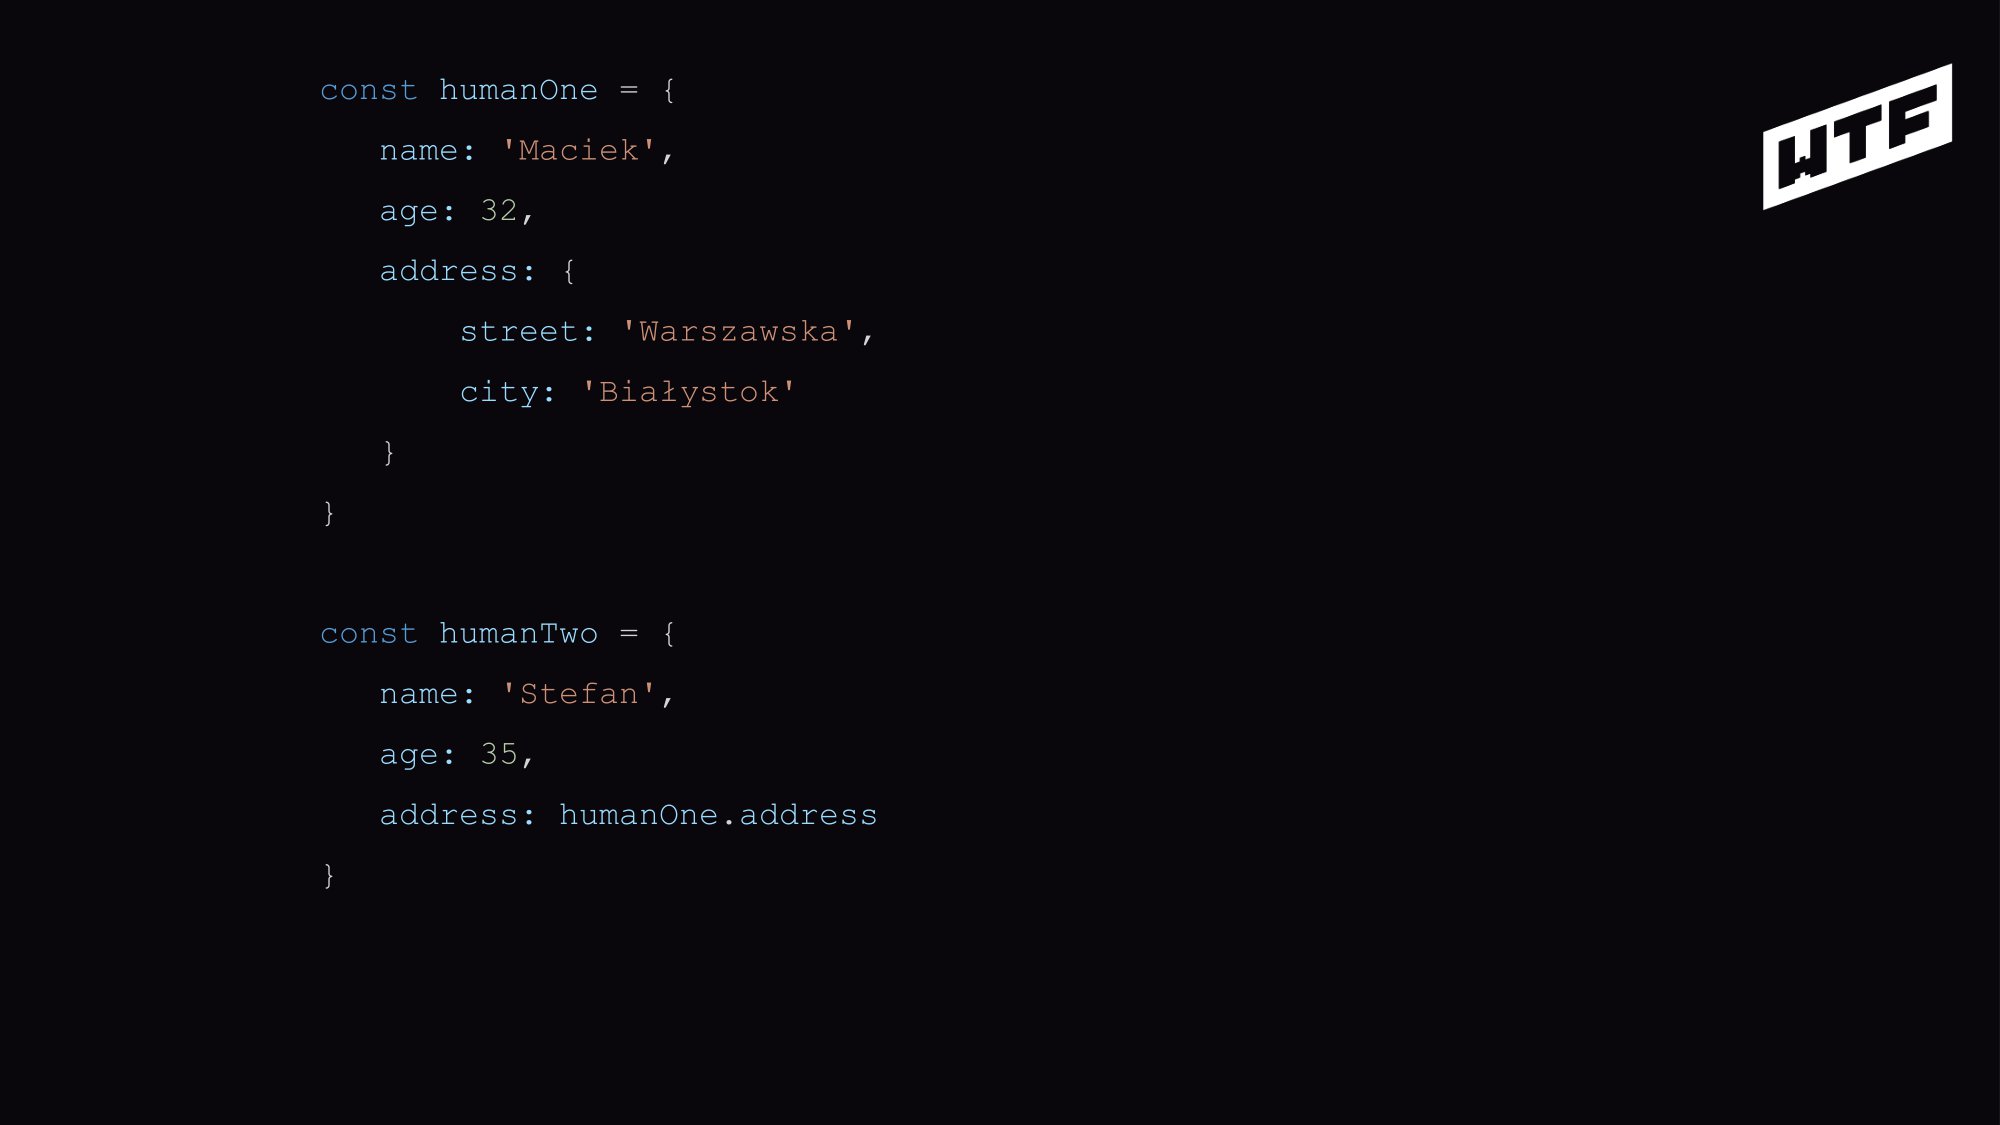 const humanOne = {
name: 'Maciek',
age: 32,
address: {
street: 'Warszawska',
city: 'Białystok'
}
}
const humanTwo = {
name: 'Stefan',
age: 35,
address: humanOne.address
}
WTF